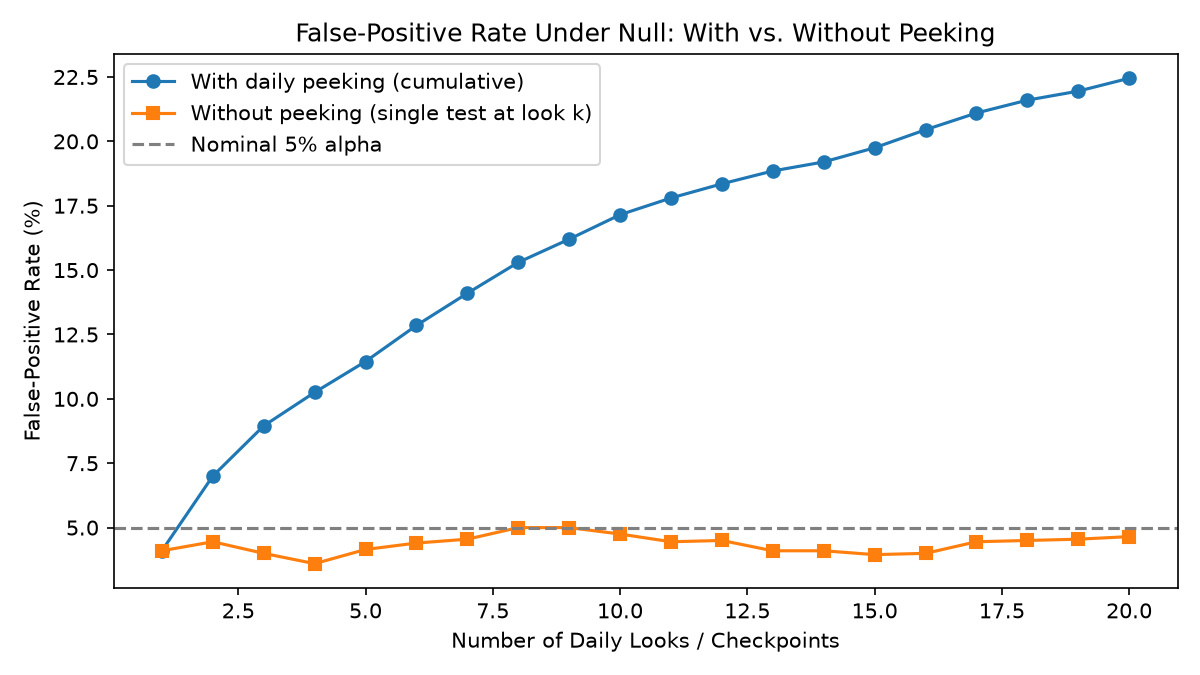 False-Positive Rate Under Null: With vs. Without Peeking
With daily peeking (cumulative)
Without peeking (single test at look k)
Nominal 5% alpha
False-Positive Rate (%)
22.5
20.0
17.5
15.0
12.5
10.0
7.5
5.0
2.5 5.0 7.5 10.0 12.5 15.0 17.5 20.0
Number of Daily Looks / Checkpoints